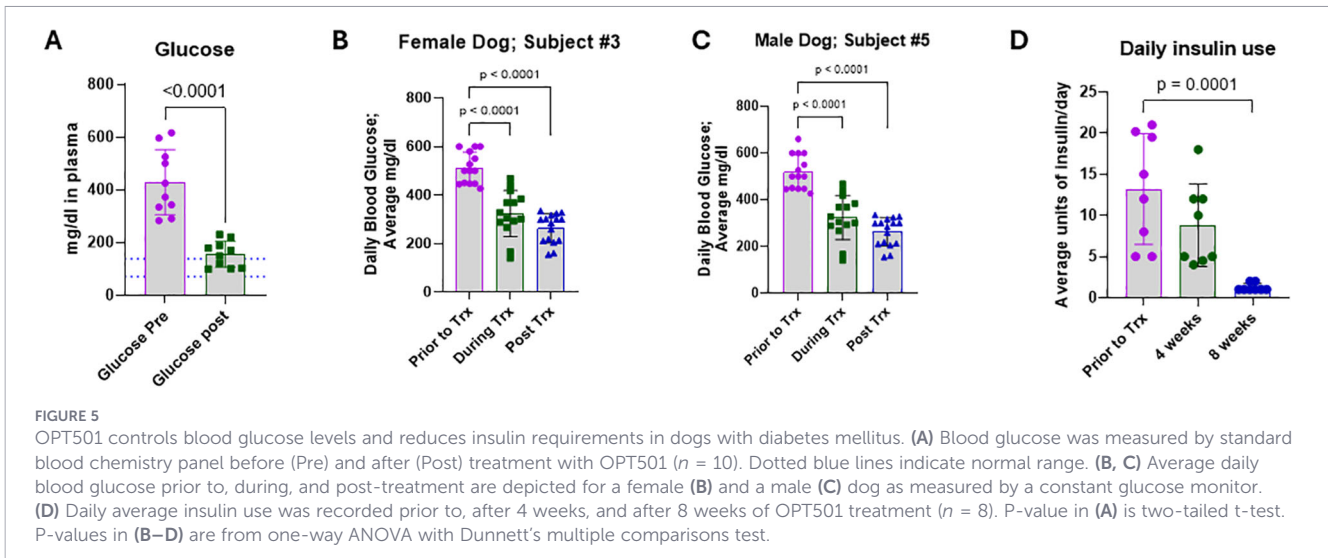 A
Glucose
<0.0001
mg/dl in plasma
800
600
400
200
0
Glucose Pre
Glucose post
B
Female Dog; Subject #3
p < 0.0001
p < 0.0001
Daily Blood Glucose;
Average mg/dl
800
600
400
200
0
Prior to Trx
During Trx
Post Trx
C
Male Dog; Subject #5
p < 0.0001
p < 0.0001
Daily Blood Glucose;
Average mg/dl
800
600
400
200
0
Prior to Trx
During Trx
Post Trx
D
Daily insulin use
p = 0.0001
Average units of insulin/day
25
20
15
10
5
0
Prior to Trx
4 weeks
8 weeks
FIGURE 5
OPT501 controls blood glucose levels and reduces insulin requirements in dogs with diabetes mellitus. (A) Blood glucose was measured by standard
blood chemistry panel before (Pre) and after (Post) treatment with OPT501 (n = 10). Dotted blue lines indicate normal range. (B, C) Average daily
blood glucose prior to, during, and post-treatment are depicted for a female (B) and a male (C) dog as measured by a constant glucose monitor.
(D) Daily average insulin use was recorded prior to, after 4 weeks, and after 8 weeks of OPT501 treatment (n = 8). P-value in (A) is two-tailed t-test.
P-values in (B–D) are from one-way ANOVA with Dunnett's multiple comparisons test.